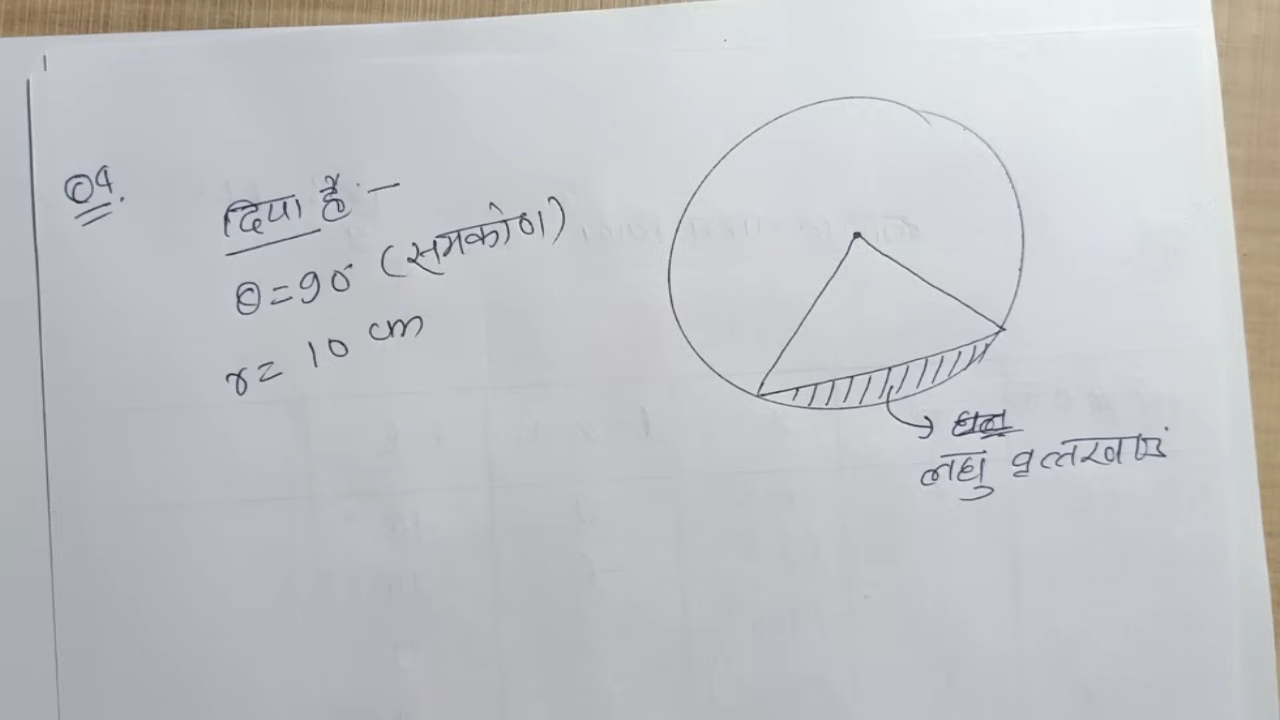 Q4.
दिया है :-
θ = 90° (समकोण)
r = 10 cm
लघु वृत्तखण्ड